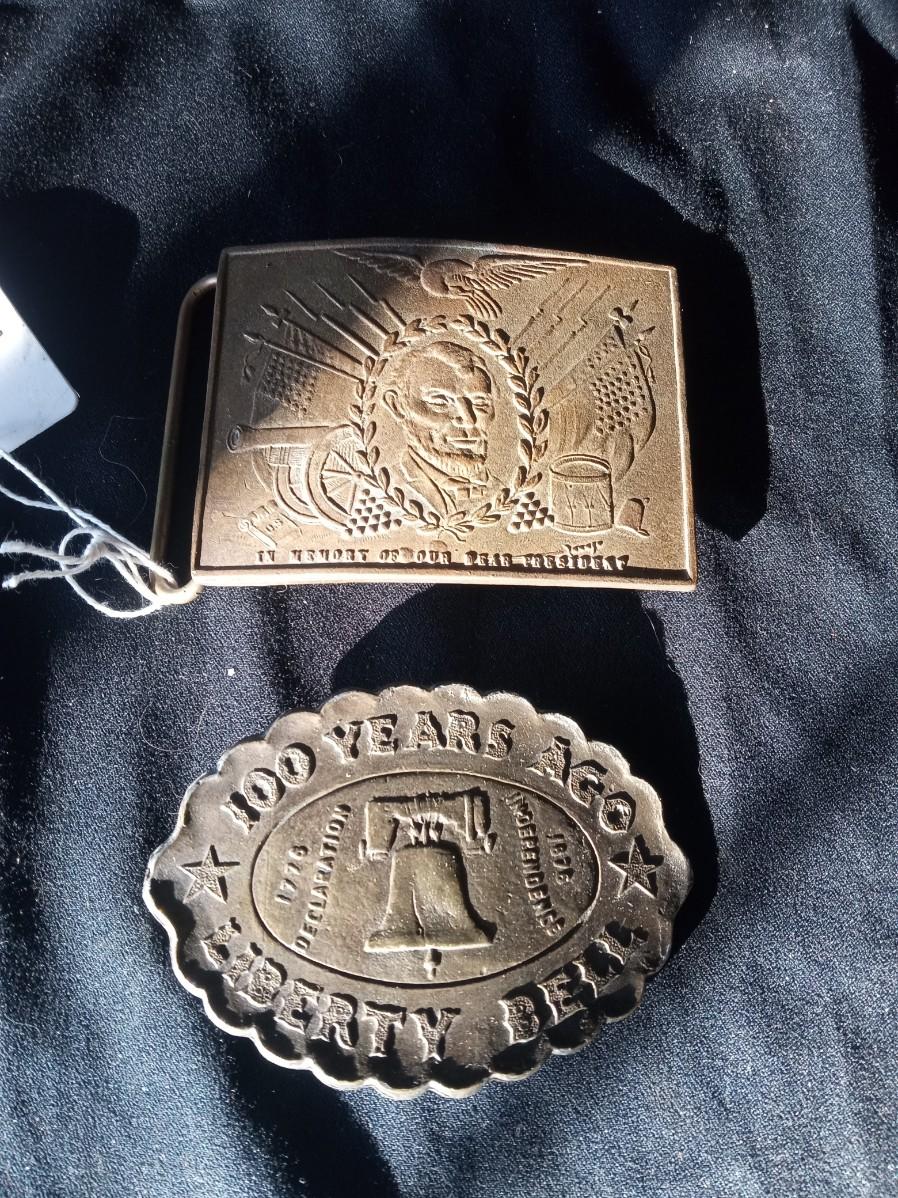 IN MEMORY OF OUR DEAR PRESIDENT
100 YEARS AGO
1776
DECLARATION
1876
INDEPENDENCE
LIBERTY BELL